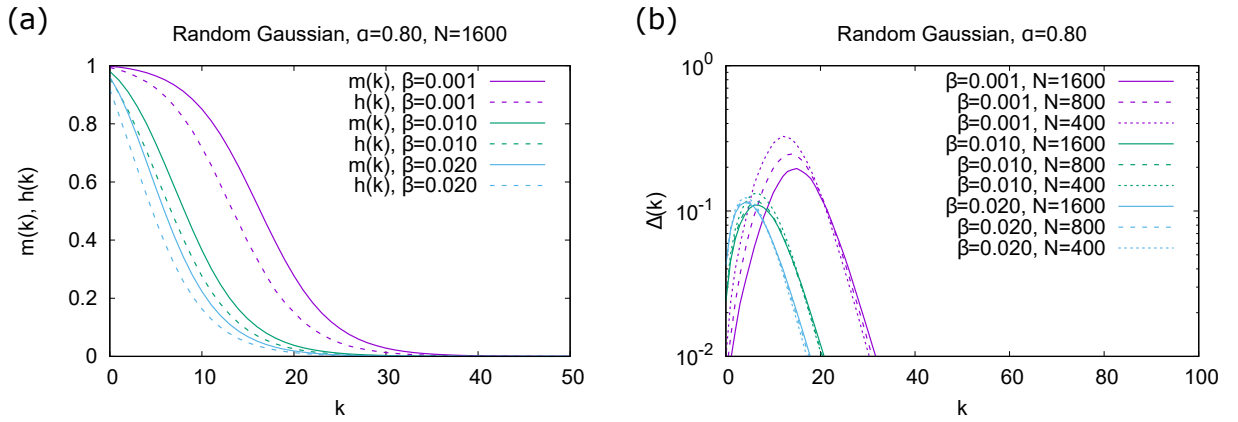 (a)
Random Gaussian, α=0.80, N=1600
m(k), h(k)
1
0.8
0.6
0.4
0.2
0
0
10
20
30
40
50
k
m(k), β=0.001
h(k), β=0.001
m(k), β=0.010
h(k), β=0.010
m(k), β=0.020
h(k), β=0.020
(b)
Random Gaussian, α=0.80
Δ(k)
10^0
10^-1
10^-2
0
20
40
60
80
100
k
β=0.001, N=1600
β=0.001, N=800
β=0.001, N=400
β=0.010, N=1600
β=0.010, N=800
β=0.010, N=400
β=0.020, N=1600
β=0.020, N=800
β=0.020, N=400